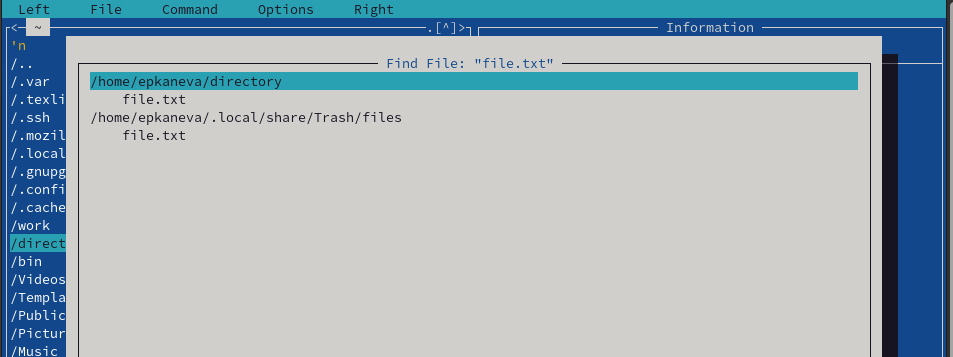 Left File Command Options Right
<- ~ .[^]>
Information
'n
/..
/.var
/.texli
/.ssh
/.mozil
/.local
/.gnupg
/.confi
/.cache
/work
/direct
/bin
/Videos
/Templa
/Public
/Pictur
/Music
Find File: "file.txt"
/home/epkaneva/directory
file.txt
/home/epkaneva/.local/share/Trash/files
file.txt